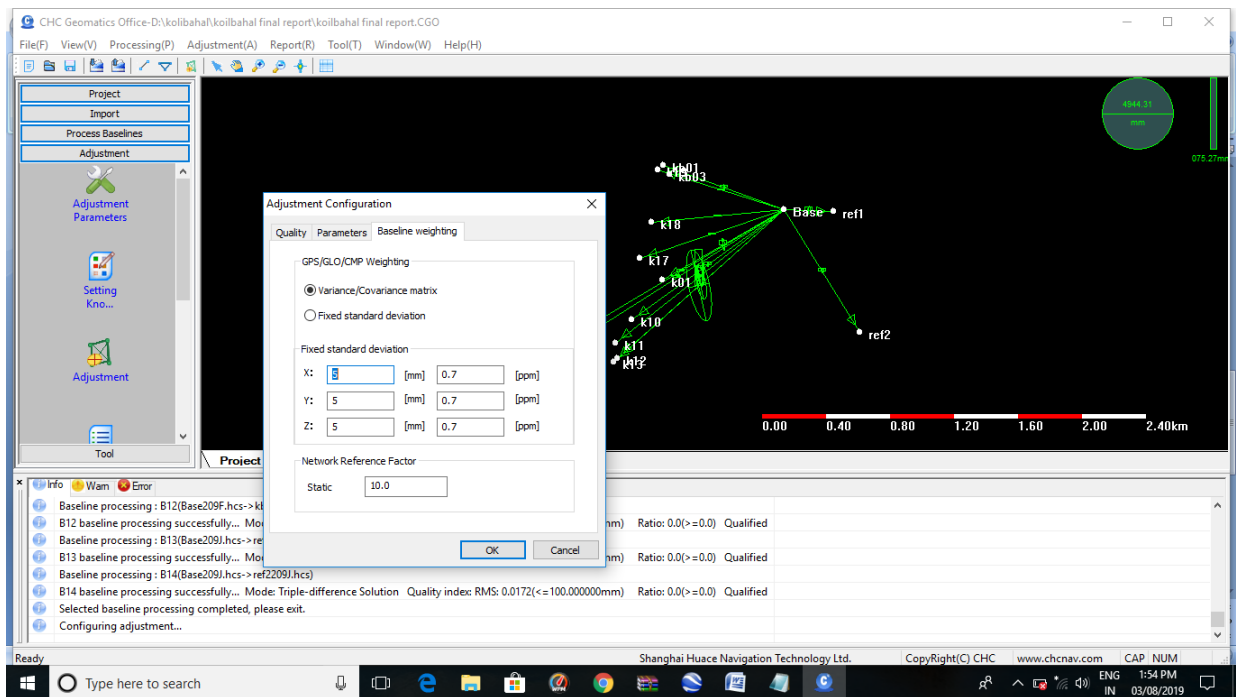 CHC Geomatics Office-D:\kolibahal\koilbahal final report\koilbahal final report.CGO
File(F) View(V) Processing(P) Adjustment(A) Report(R) Tool(T) Window(W) Help(H)
Project
Import
Process Baselines
Adjustment
Adjustment
Parameters
Setting
Kno...
Adjustment
Tool
Project
4944.31
mm
075.27mm
kb01
kb03
k18
k17
k01
k10
k11
k12
k13
Base
ref1
ref2
0.00 0.40 0.80 1.20 1.60 2.00 2.40km
Adjustment Configuration
Quality Parameters Baseline weighting
GPS/GLO/CMP Weighting
Variance/Covariance matrix
Fixed standard deviation
Fixed standard deviation
X: 5 [mm] 0.7 [ppm]
Y: 5 [mm] 0.7 [ppm]
Z: 5 [mm] 0.7 [ppm]
Network Reference Factor
Static 10.0
OK Cancel
Info Warn Error
Baseline processing : B12(Base209F.hcs->
B12 baseline processing successfully... Ratio: 0.0(>=0.0) Qualified
Baseline processing : B13(Base209J.hcs->
B13 baseline processing successfully... Ratio: 0.0(>=0.0) Qualified
Baseline processing : B14(Base209J.hcs->ref2209J.hcs)
B14 baseline processing successfully... Mode: Triple-difference Solution Quality index: RMS: 0.0172(<=100.000000mm) Ratio: 0.0(>=0.0) Qualified
Selected baseline processing completed, please exit.
Configuring adjustment...
Ready Shanghai Huace Navigation Technology Ltd. CopyRight(C) CHC www.chcnav.com CAP NUM
Type here to search
ENG
IN
1:54 PM
03/08/2019